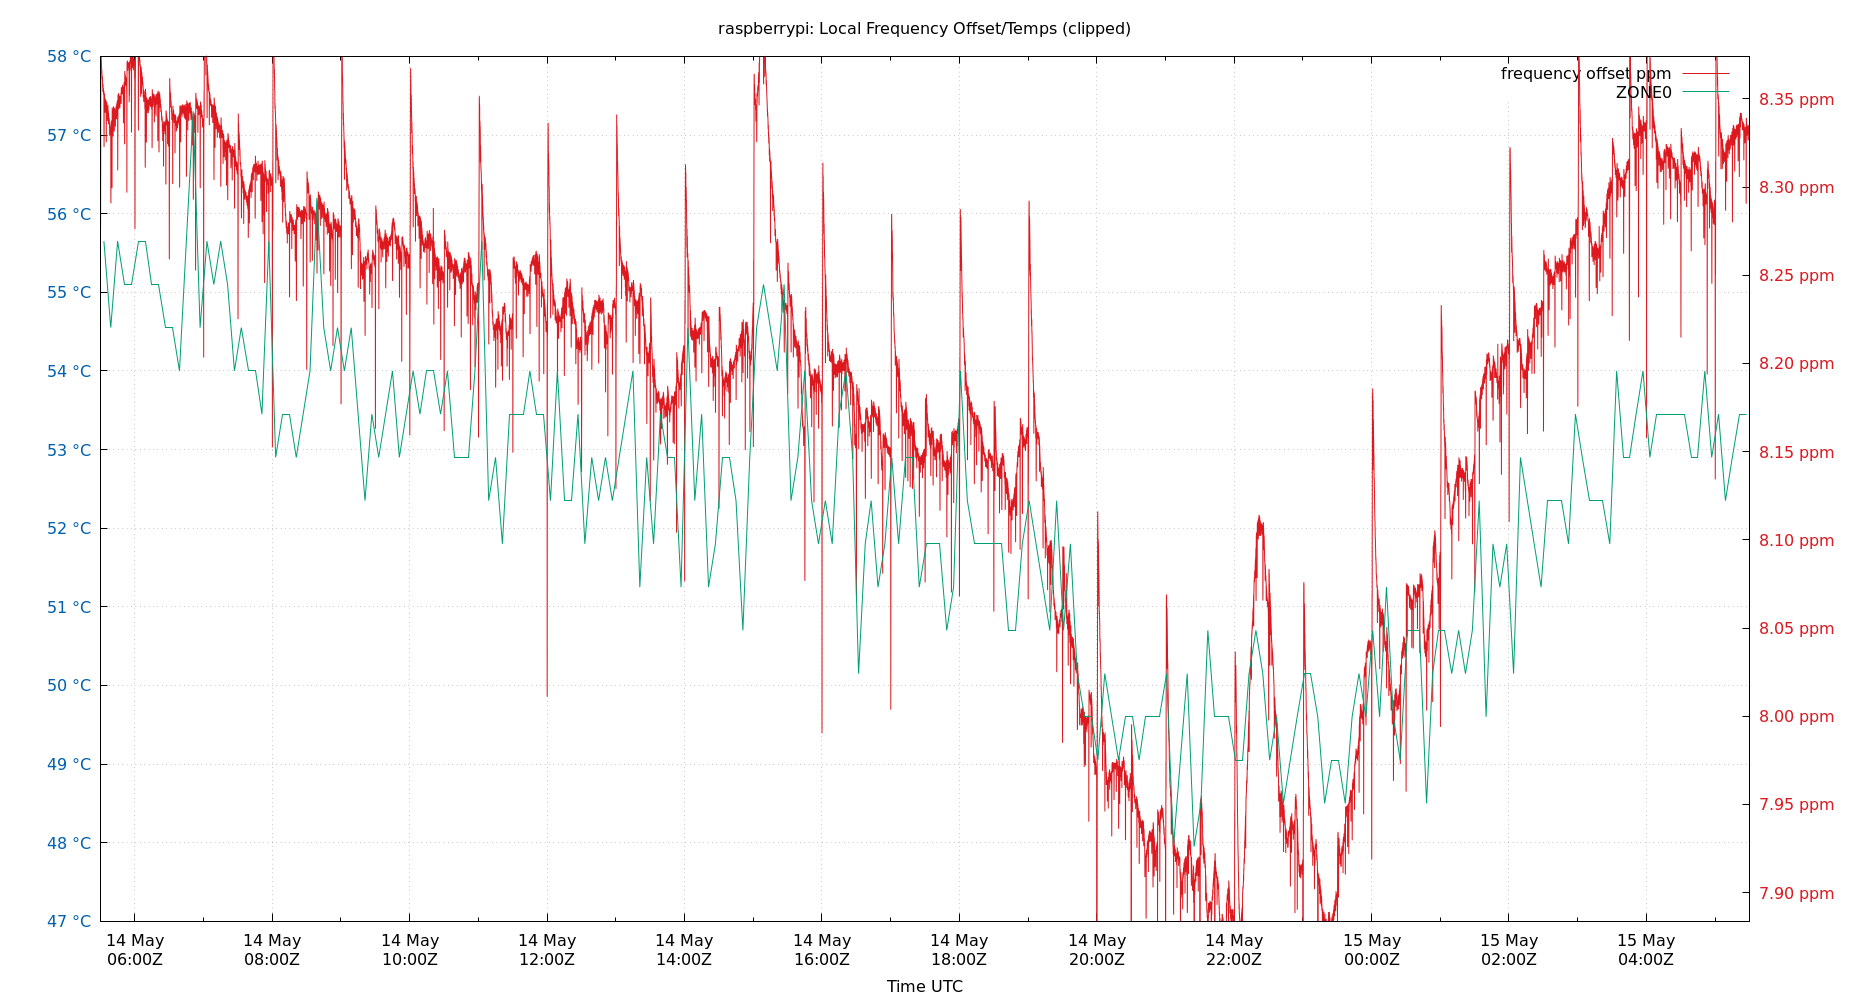 raspberrypi: Local Frequency Offset/Temps (clipped)
frequency offset ppm
ZONE0
58 °C
57 °C
56 °C
55 °C
54 °C
53 °C
52 °C
51 °C
50 °C
49 °C
48 °C
47 °C
8.35 ppm
8.30 ppm
8.25 ppm
8.20 ppm
8.15 ppm
8.10 ppm
8.05 ppm
8.00 ppm
7.95 ppm
7.90 ppm
14 May 14 May 14 May 14 May 14 May 14 May 14 May 14 May 14 May 15 May 15 May 15 May
06:00Z 08:00Z 10:00Z 12:00Z 14:00Z 16:00Z 18:00Z 20:00Z 22:00Z 00:00Z 02:00Z 04:00Z
Time UTC